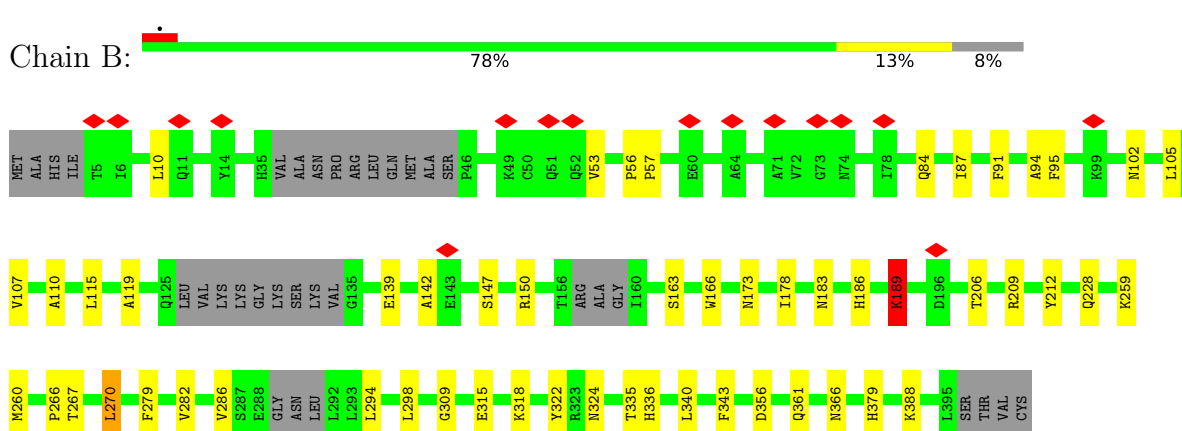 Chain B:
78% 13% 8%
MET ALA HIS ILE T5 I6 L10 Q11 Y14 H35 VAL ALA ASN PRO ARG LEU GLN MET ALA SER P46 K49 C50 Q51 Q52 V53 P56 P57 E60 A64 A71 V72 G73 N74 I78 Q84 I87 F91 A94 F95 K99 N102 L105
V107 A110 L115 A119 Q125 LEU VAL LYS LYS GLY LYS SER LYS VAL G135 E139 A142 E143 S147 R150 T156 ARG ALA GLY I160 S163 W166 N173 I178 N183 H186 K189 D196 T206 R209 Y212 Q228 K259
M260 P266 T267 L270 F279 V282 V286 S287 E288 GLY ASN LEU L292 L293 L294 L298 G309 E315 K318 Y322 R323 N324 T335 H336 L340 F343 D356 Q361 N366 H379 K388 L395 SER THR VAL CYS